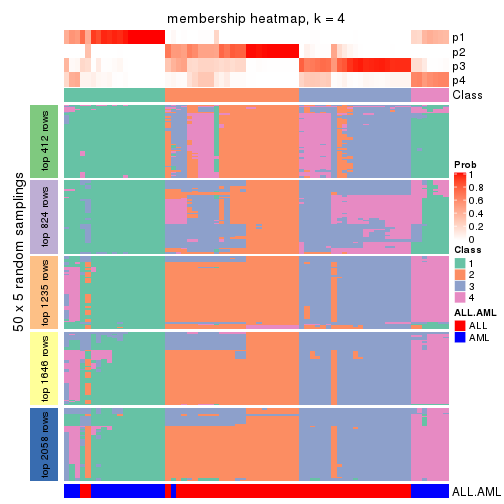 membership heatmap, k = 4
p1
p2
p3
p4
Class
50 x 5 random samplings
top 412 rows
top 824 rows
top 1235 rows
top 1646 rows
top 2058 rows
Prob
1
0.8
0.6
0.4
0.2
0
Class
1
2
3
4
ALL.AML
ALL
AML
ALL.AML